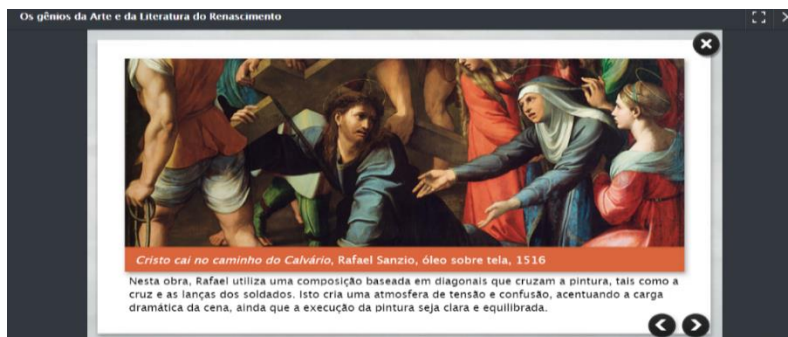 Os gênios da Arte e da Literatura do Renascimento
Cristo cai no caminho do Calvário, Rafael Sanzio, óleo sobre tela, 1516
Nesta obra, Rafael utiliza uma composição baseada em diagonais que cruzam a pintura, tais como a
cruz e as lanças dos soldados. Isto cria uma atmosfera de tensão e confusão, acentuando a carga
dramática da cena, ainda que a execução da pintura seja clara e equilibrada.